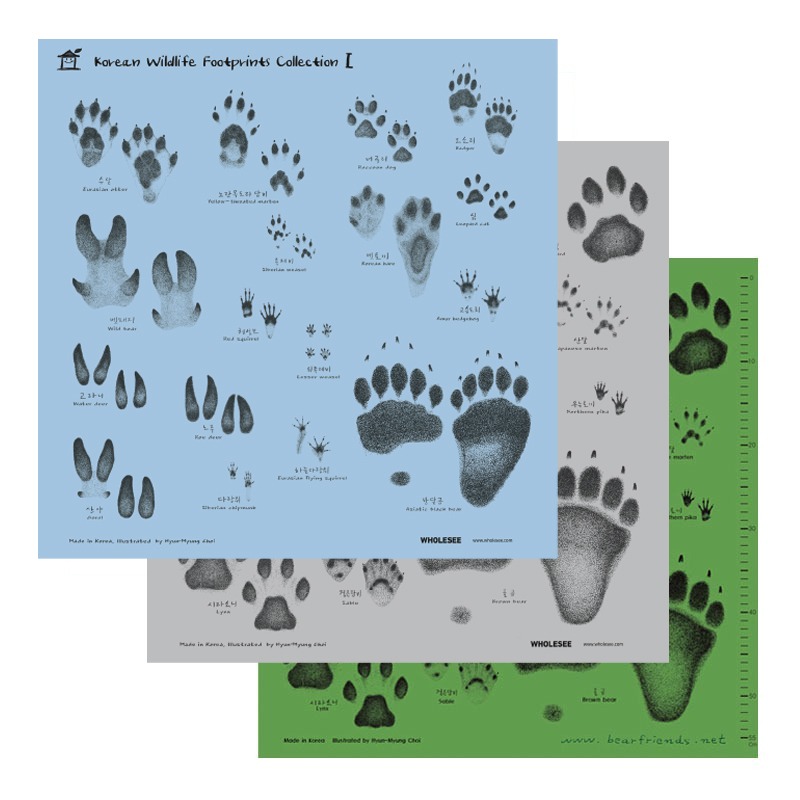 Korean Wildlife Footprints Collection I
수달
Eurasian otter
노란목도리담비
Yellow-throated marten
너구리
Raccoon dog
오소리
Badger
삵
Leopard cat
족제비
Siberian weasel
멧토끼
Korean hare
멧돼지
Wild boar
청설모
Red squirrel
고슴도치
Amur hedgehog
쇠족제비
weasel
고라니
Water deer
노루
Roe deer
하늘다람쥐
Eurasian flying squirrel
다람쥐
Siberian chipmunk
산양
Goral
반달곰
Asiatic black bear
Made in Korea, Illustrated by Hyun-Myung Choi
WHOLESEE
www.wholesee.com
산달
marten
우는토끼
Northern pika
시라소니
Lynx
검은담비
Sable
불곰
Brown bear
Made in Korea, Illustrated by Hyun-Myung Choi
WHOLESEE
www.wholesee.com
0
10
marten
20
토끼
thern pika
30
40
시라소니
Lynx
검은담비
Sable
불곰
Brown bear
50
Made in Korea Illustrated by Hyun-Myung Choi
www.bearfriends.net
55
cm